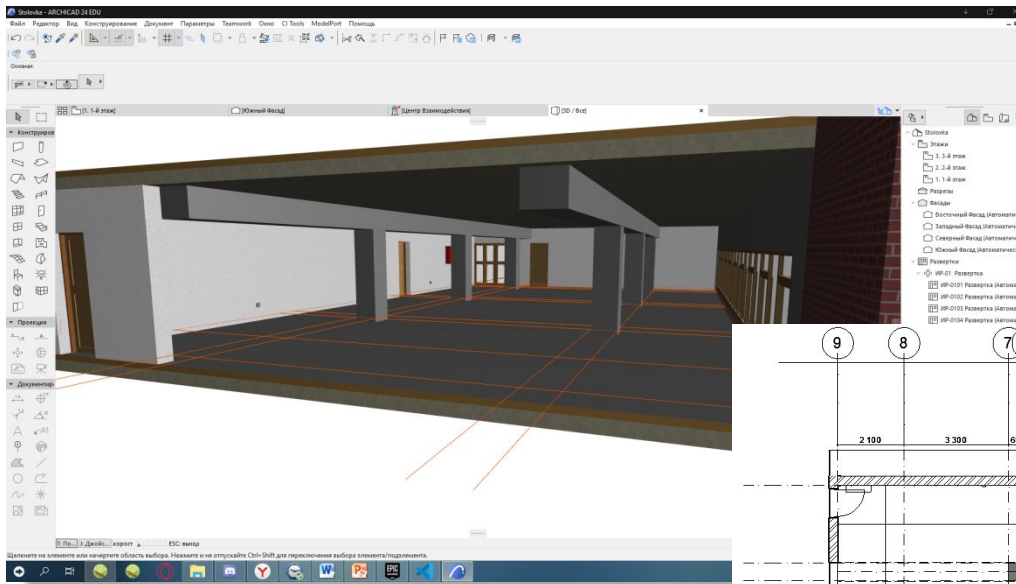 Stolovka - ARCHICAD 24 EDU
Файл Редактор Вид Конструирование Документ Параметры Teamwork Окно CI Tools ModelPort Помощь
Основная
[1. 1-й этаж]
[Южный Фасад]
[Центр Взаимодействия]
[3D / Все]
Конструиров
Проекция
Документир
Stolovka
Этажи
3. 3-й этаж
2. 2-й этаж
1. 1-й этаж
Разрезы
Фасады
Восточный Фасад (Автомати
Западный Фасад (Автоматич
Северный Фасад (Автоматич
Южный Фасад (Автоматичес
Развертки
ИР-01 Развертка
ИР-0101 Развертка (Автома
ИР-0102 Развертка (Автома
ИР-0103 Развертка (Автома
ИР-0104 Развертка (Автома
9 8 7
2 100 3 300 6
ESC: выход
Щелкните на элементе или начертите область выбора. Нажмите и не отпускайте Ctrl+Shift для переключения выбора элемента/подэлемента.
EPIC